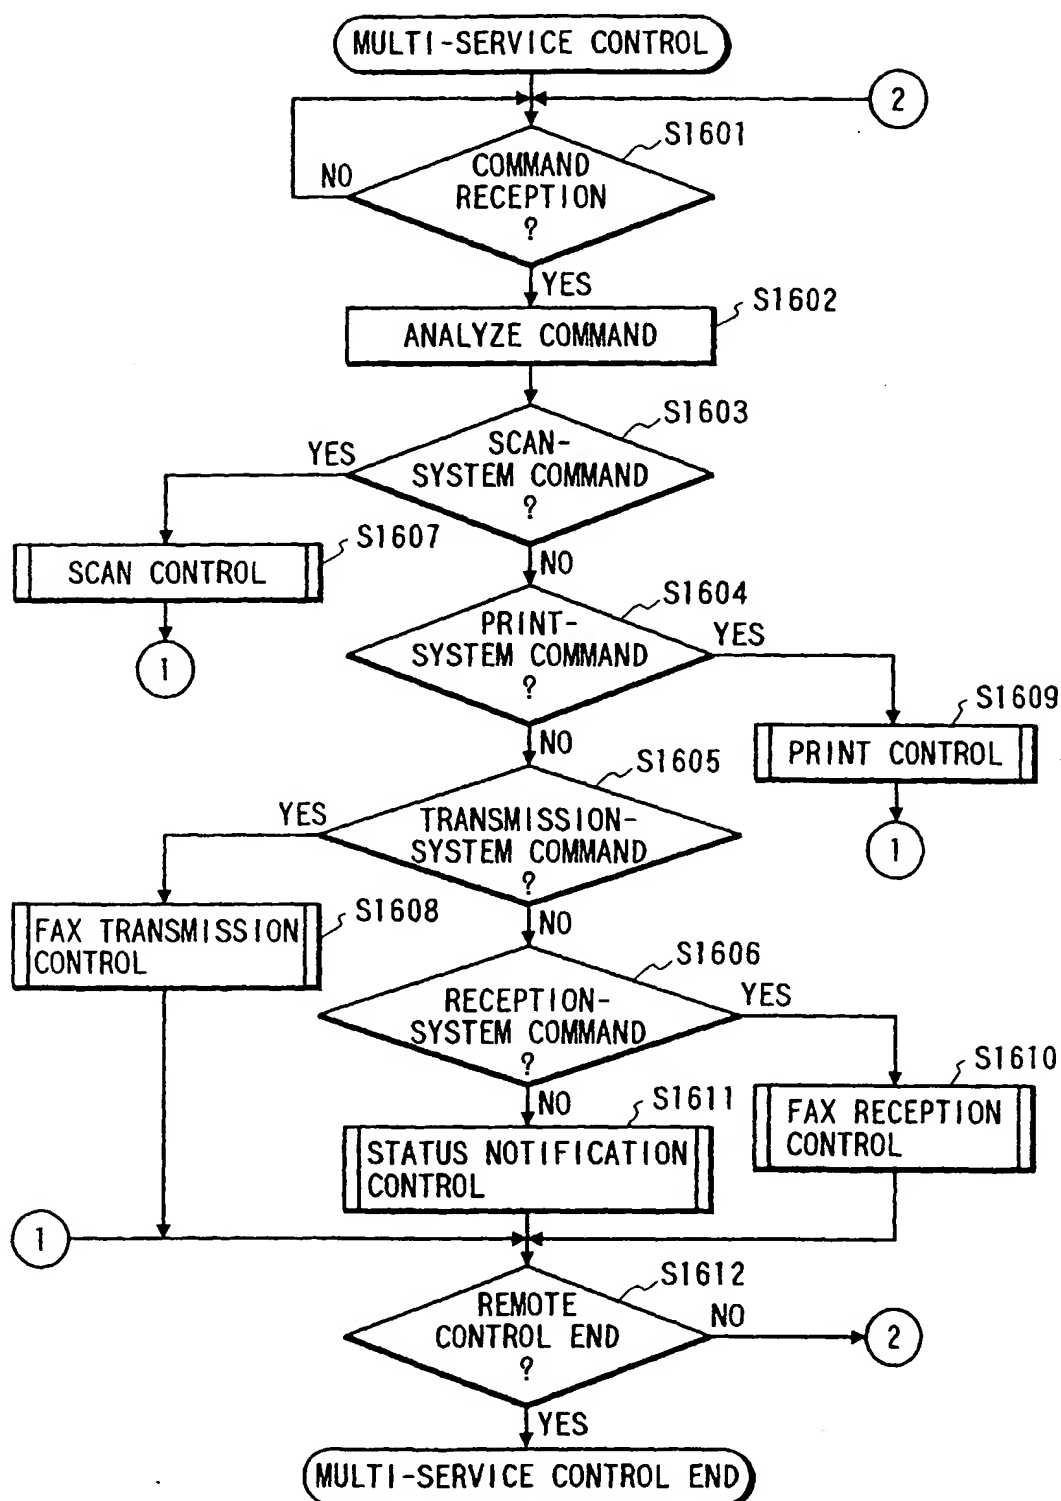 MULTI-SERVICE CONTROL
2
S1601
COMMAND
RECEPTION
?
NO
YES
S1602
ANALYZE COMMAND
S1603
SCAN-
SYSTEM COMMAND
?
YES
NO
S1607
SCAN CONTROL
1
S1604
PRINT-
SYSTEM COMMAND
?
YES
NO
S1609
PRINT CONTROL
1
S1605
TRANSMISSION-
SYSTEM COMMAND
?
YES
NO
S1608
FAX TRANSMISSION
CONTROL
S1606
RECEPTION-
SYSTEM COMMAND
?
YES
NO
S1610
FAX RECEPTION
CONTROL
S1611
STATUS NOTIFICATION
CONTROL
1
S1612
REMOTE
CONTROL END
?
NO
2
YES
MULTI-SERVICE CONTROL END